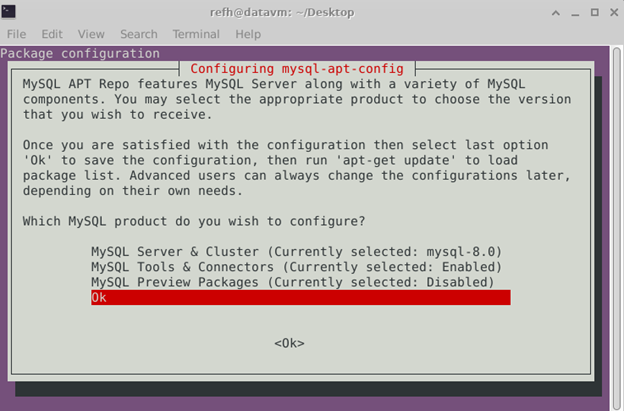 refh@datavm: ~/Desktop
File Edit View Search Terminal Help
Package configuration
Configuring mysql-apt-config
MySQL APT Repo features MySQL Server along with a variety of MySQL
components. You may select the appropriate product to choose the version
that you wish to receive.
Once you are satisfied with the configuration then select last option
'Ok' to save the configuration, then run 'apt-get update' to load
package list. Advanced users can always change the configurations later,
depending on their own needs.
Which MySQL product do you wish to configure?
MySQL Server & Cluster (Currently selected: mysql-8.0)
MySQL Tools & Connectors (Currently selected: Enabled)
MySQL Preview Packages (Currently selected: Disabled)
Ok
<Ok>